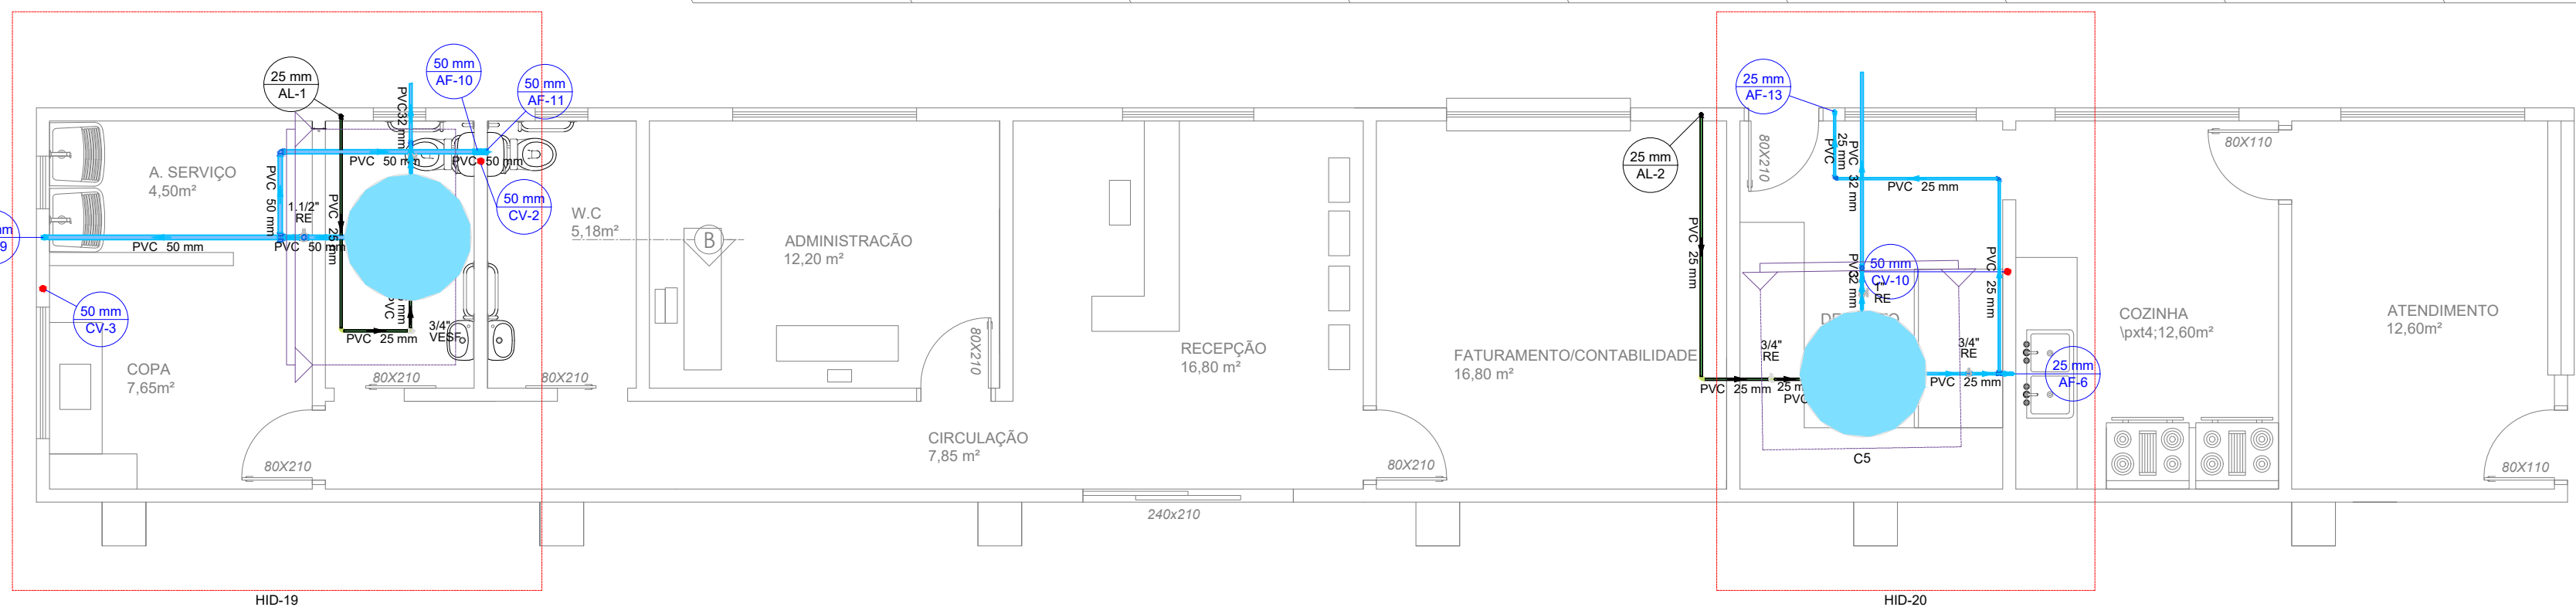 25 mm
AL-1
50 mm
AF-10
50 mm
AF-11
50 mm
CV-2
PVC32 mm
PVC 50 mm
PVC 50 mm
PVC 50 mm
1.1/2"
RE
PVC 25 mm
PVC 50 mm
PVC 50 mm
9
50 mm
CV-3
PVC
PVC 25 mm
3/4"
A. SERVIÇO
4,50m²
COPA
7,65m²
80X210
80X210
80X210
W.C
5,18m²
B
ADMINISTRACÃO
12,20 m²
80X210
CIRCULAÇÃO
7,85 m²
RECEPÇÃO
16,80 m²
240x210
80X210
FATURAMENTO/CONTABILIDADE
16,80 m²
25 mm
AL-2
PVC 25 mm
PVC 25 mm
25 mm
AF-13
80X210
PVC 25 mm
PVC 32 mm
PVC 25 mm
50 mm
CV-10
1"
RE
PVC 25 mm
3/4"
RE
3/4"
RE
PVC 25 mm
PVC
25 mm
AF-6
C5
80X110
COZINHA
\pxt4;12,60m²
ATENDIMENTO
12,60m²
80X110
HID-19
HID-20